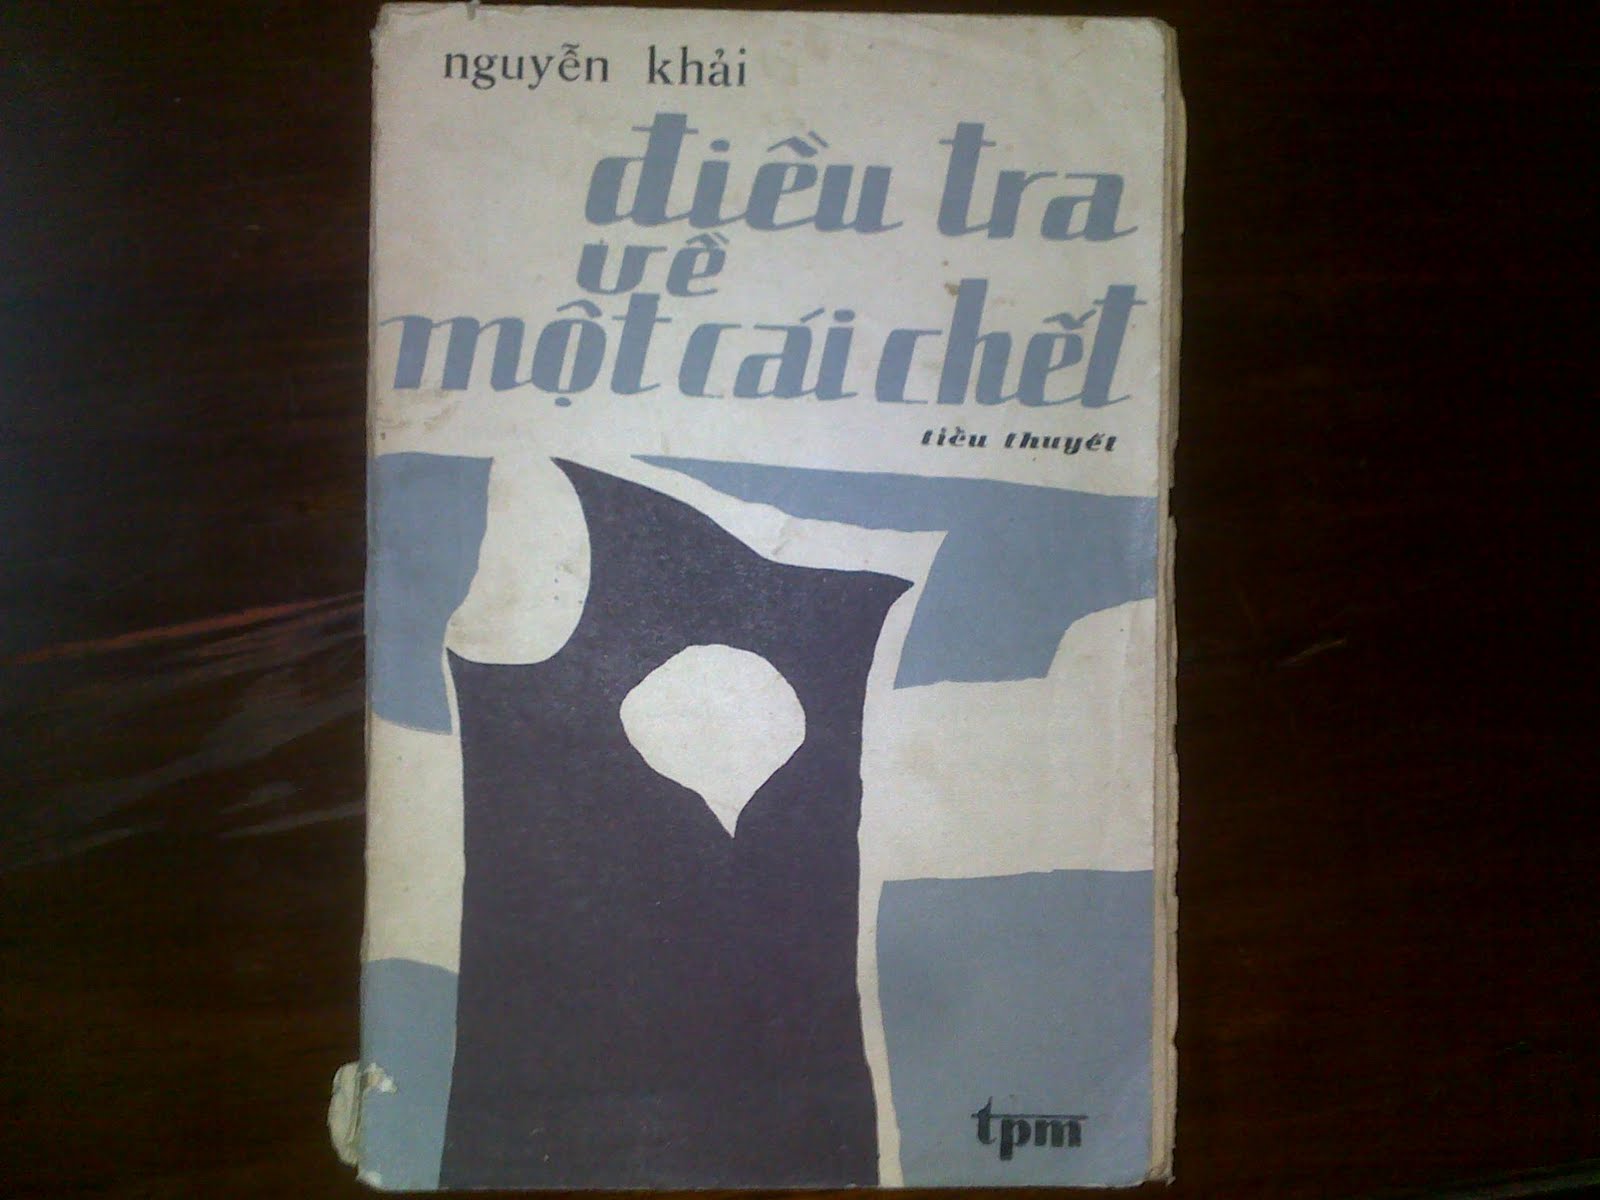 nguyễn khải
điều tra
về
một cái chết
tiểu thuyết
tpm